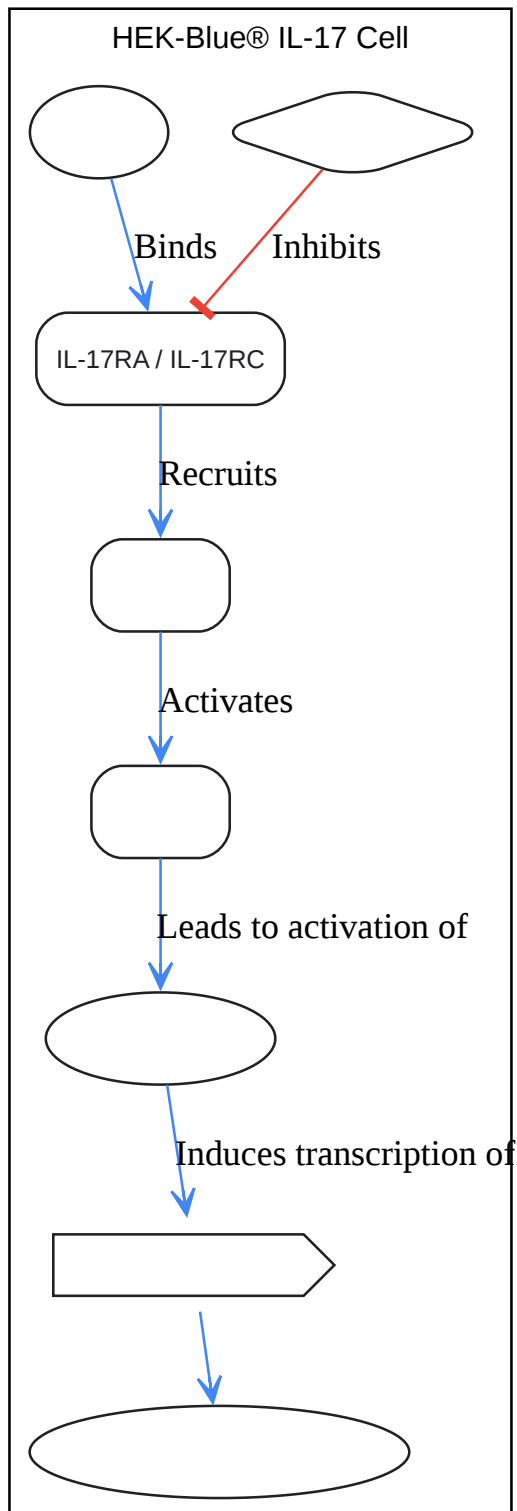 HEK-Blue® IL-17 Cell
Binds
Inhibits
IL-17RA / IL-17RC
Recruits
Activates
Leads to activation of
Induces transcription of